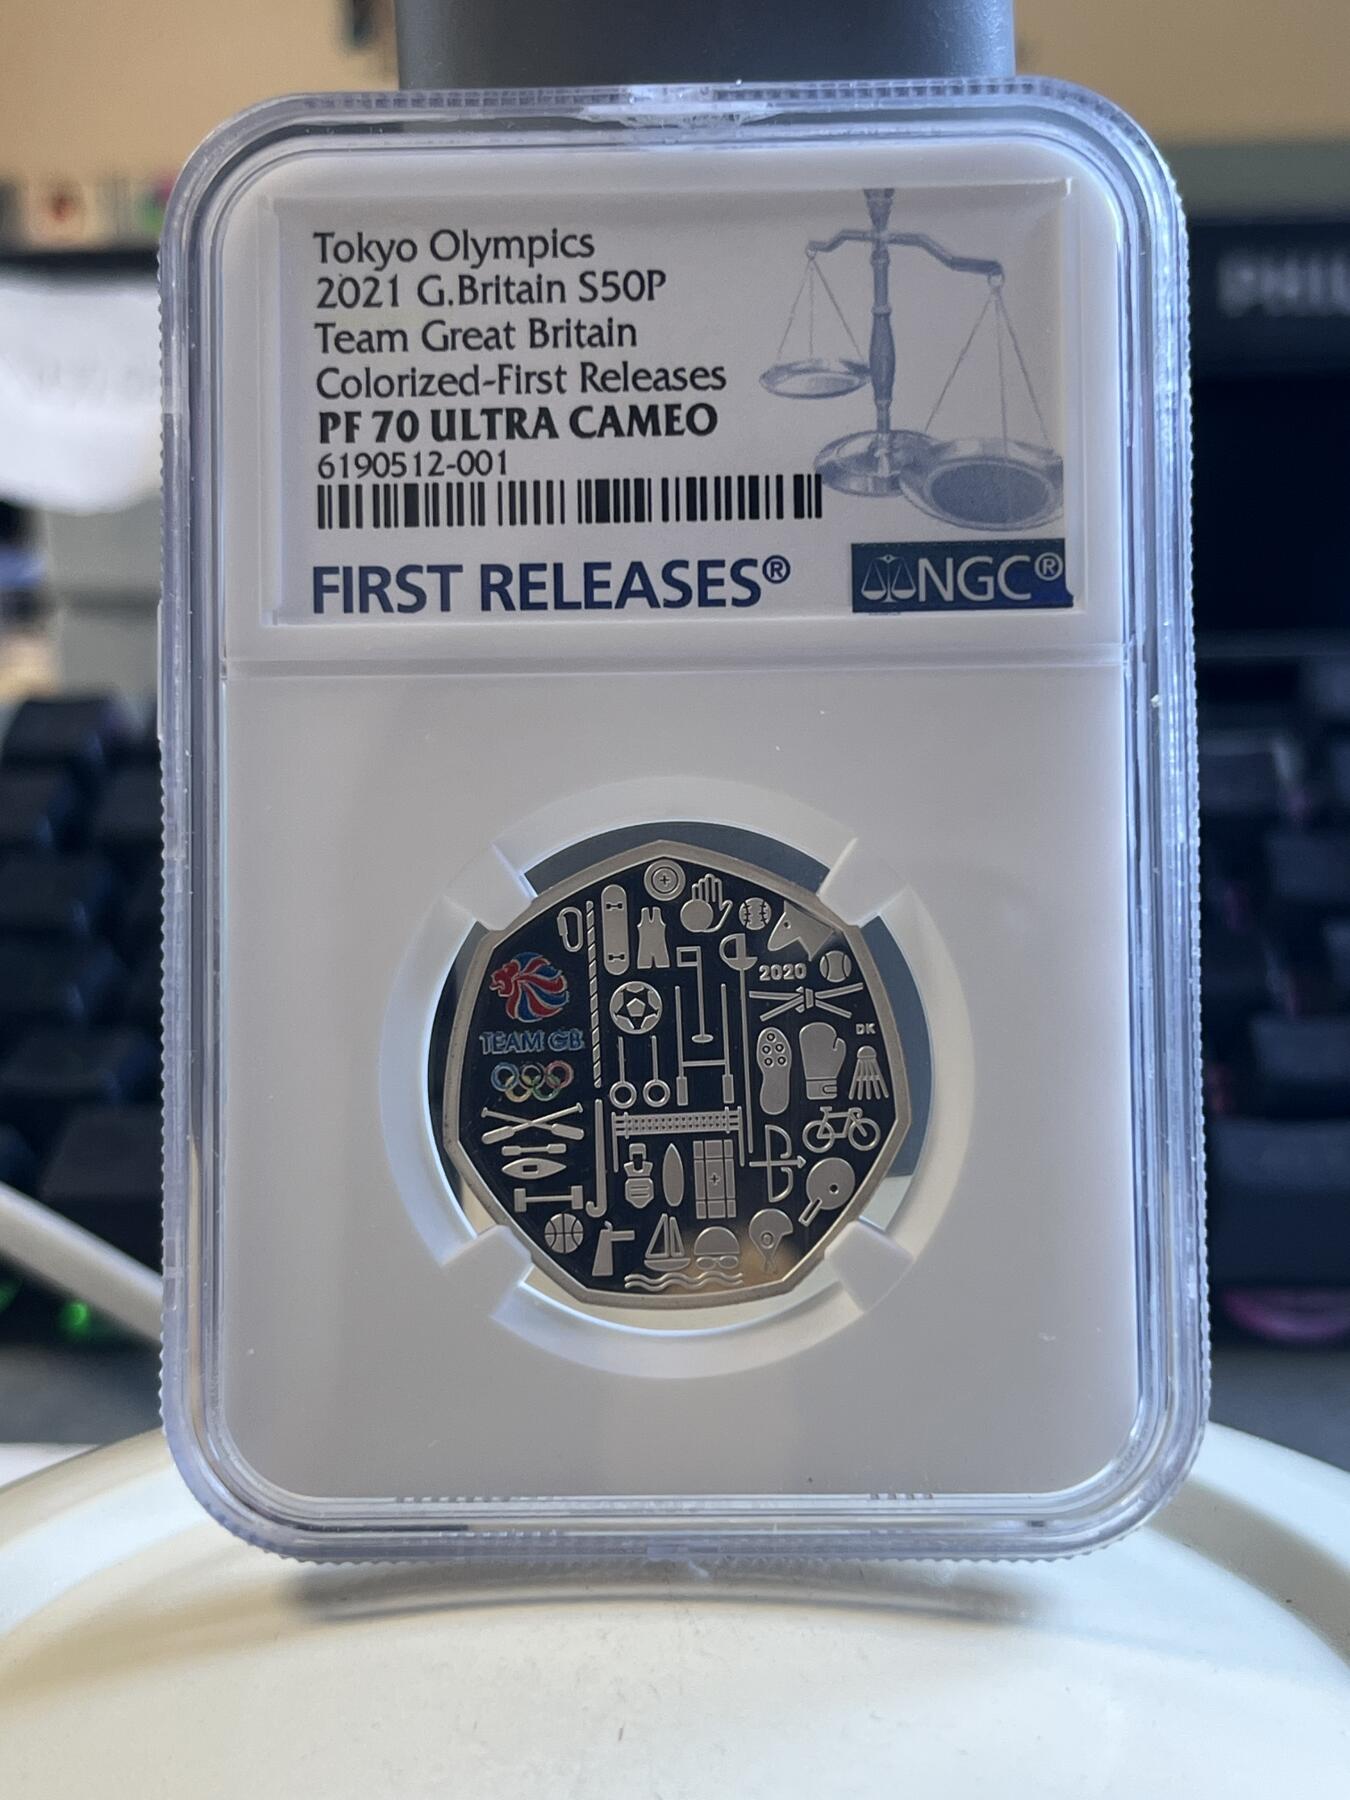 Tokyo Olympics
2021 G.Britain S50P
Team Great Britain
Colorized-First Releases
PF 70 ULTRA CAMEO
6190512-001
FIRST RELEASES®
NGC®
2020
TEAM GB
DK